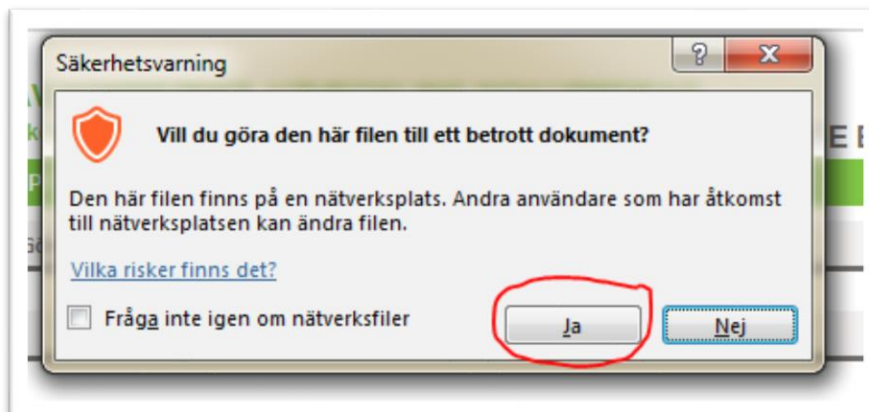 Säkerhetsvarning
Vill du göra den här filen till ett betrott dokument?
Den här filen finns på en nätverksplats. Andra användare som har åtkomst
till nätverksplatsen kan ändra filen.
Vilka risker finns det?
Fråga inte igen om nätverksfiler
Ja
Nej